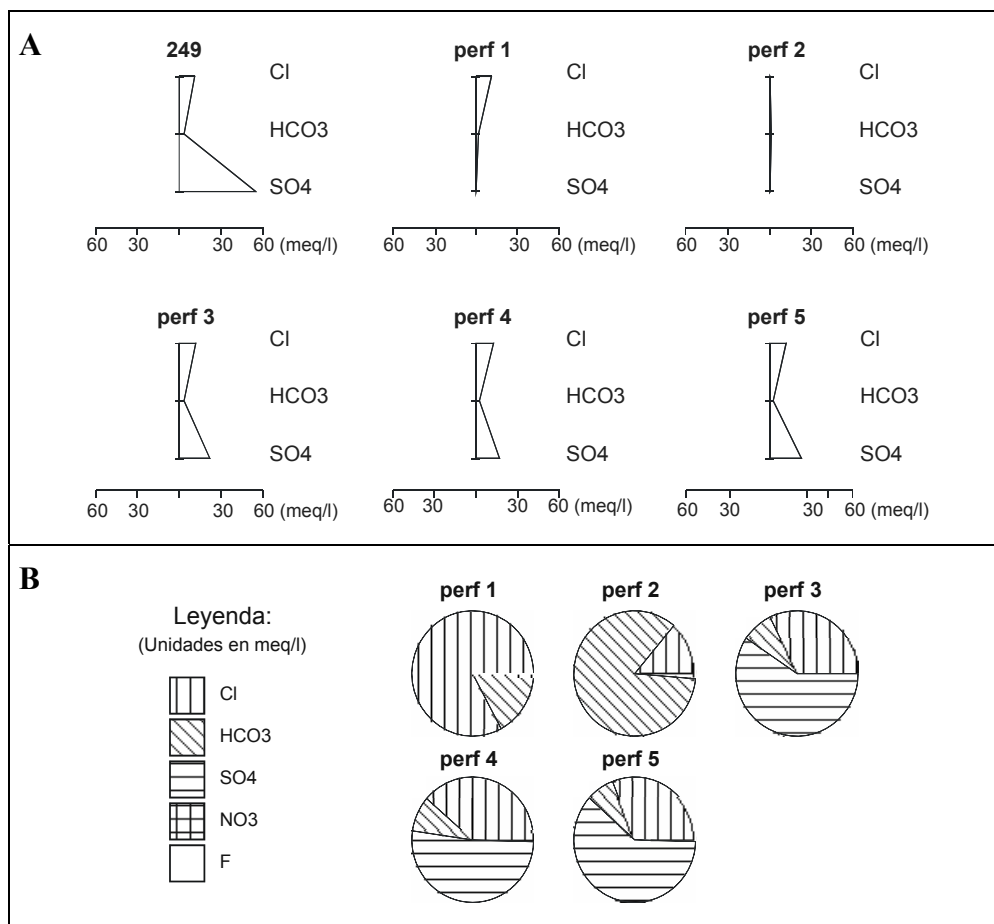 A
249 perf 1 perf 2
Cl Cl Cl
HCO3 HCO3 HCO3
SO4 SO4 SO4
60 30 30 60 (meq/l) 60 30 30 60 (meq/l) 60 30 30 60 (meq/l)
perf 3 perf 4 perf 5
Cl Cl Cl
HCO3 HCO3 HCO3
SO4 SO4 SO4
60 30 30 60 (meq/l) 60 30 30 60 (meq/l) 60 30 30 60 (meq/l)
B
perf 1 perf 2 perf 3
Leyenda:
(Unidades en meq/l)
Cl
HCO3
SO4
NO3
F
perf 4 perf 5